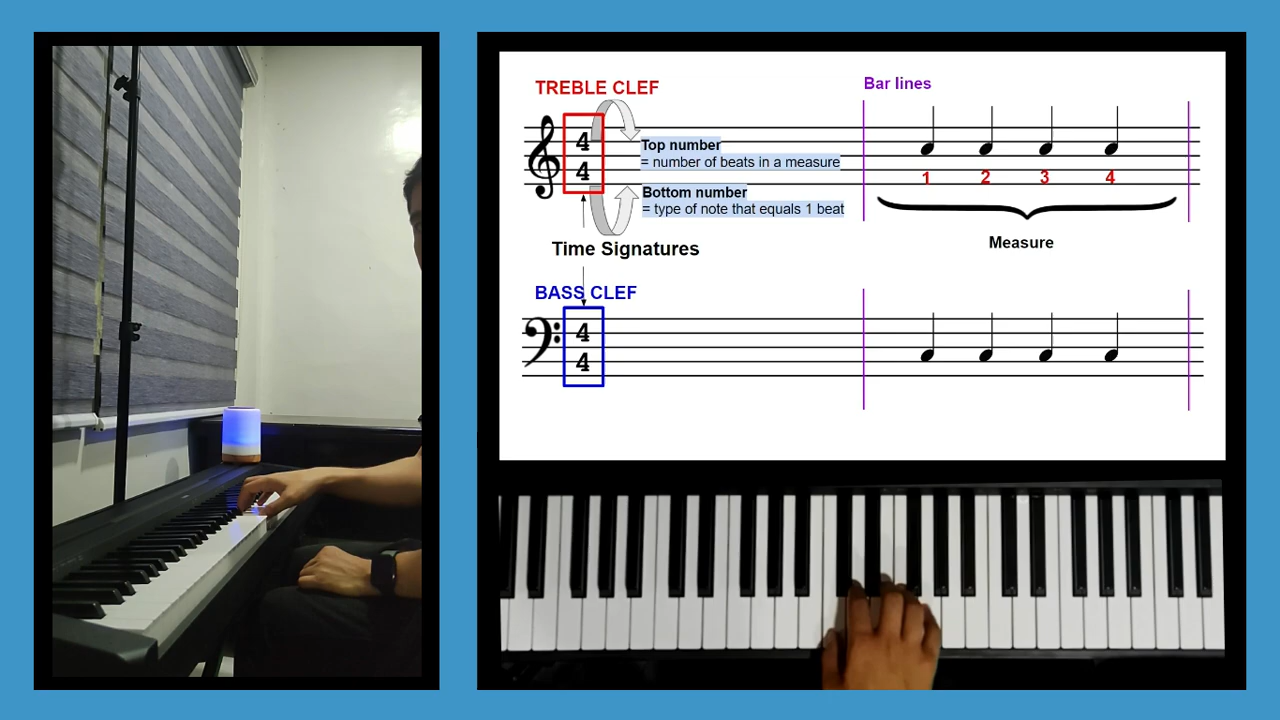 TREBLE CLEF
Bar lines
4
4
Top number
= number of beats in a measure
Bottom number
= type of note that equals 1 beat
1 2 3 4
Time Signatures
Measure
BASS CLEF
4
4